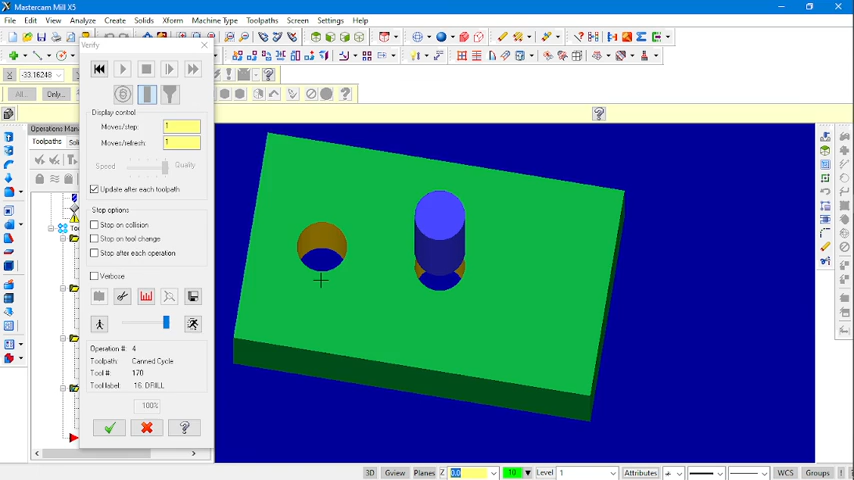 Mastercam Mill X5
File Edit View Analyze Create Solids Xform Machine Type Toolpaths Screen Settings Help
Verify
-33.16248
All... Only...
Operations Man
Toolpaths Soli
Display control
Moves/step: 1
Moves/refresh: 1
Speed Quality
Update after each toolpath
Stop options
Stop on collision
Stop on tool change
Stop after each operation
Verbose
Operation #: 4
Toolpath: Canned Cycle
Tool #: 170
Tool label: 16. DRILL
100%
3D Gview Planes Z 0.0 10 Level 1 Attributes WCS Groups